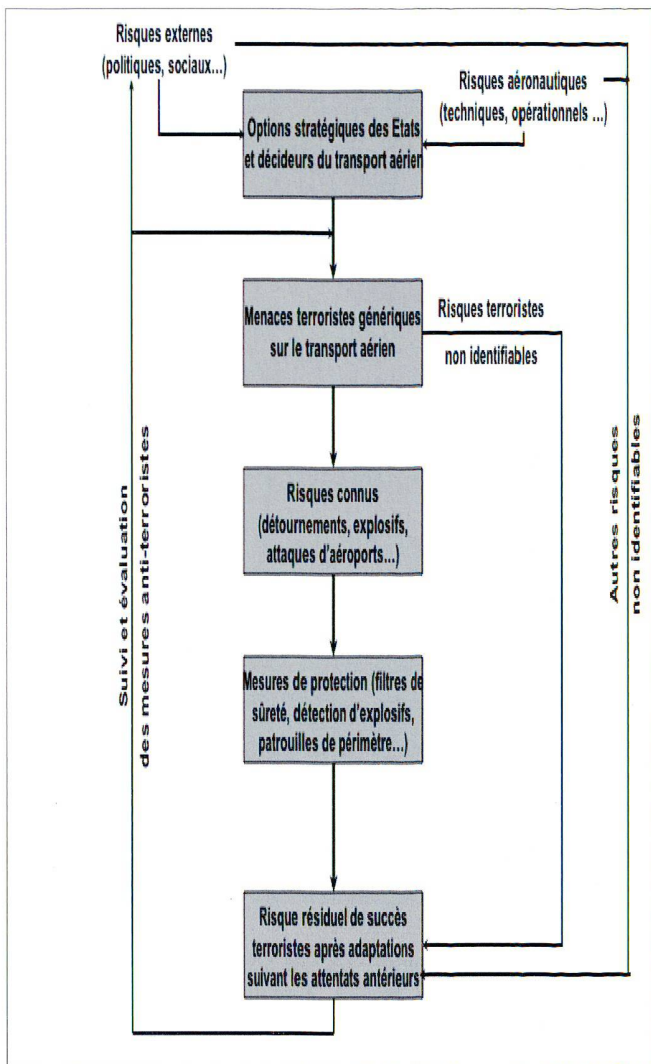 Risques externes
(politiques, sociaux...)
Risques aéronautiques
(techniques, opérationnels ...)
Options stratégiques des Etats
et décideurs du transport aérien
Menaces terroristes génériques
sur le transport aérien
Risques terroristes
non identifiables
Risques connus
(détournements, explosifs,
attaques d'aéroports...)
Mesures de protection (filtres de
sûreté, détection d'explosifs,
patrouilles de périmètre...)
Risque résiduel de succès
terroristes après adaptations
suivant les attentats antérieurs
Suivi et évaluation
des mesures anti-terroristes
Autres risques
non identifiables